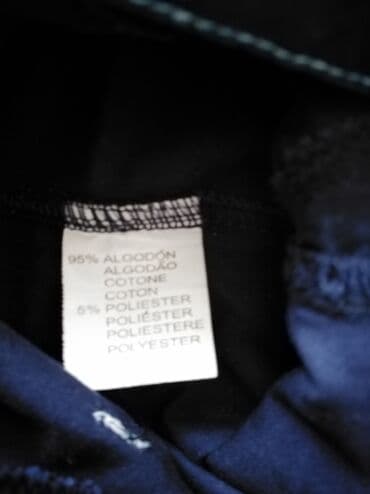 95% ALGODÓN
ALGODÃO
COTONE
COTON
5% POLIESTER
POLIÉSTER
POLIESTERE
POLYESTER